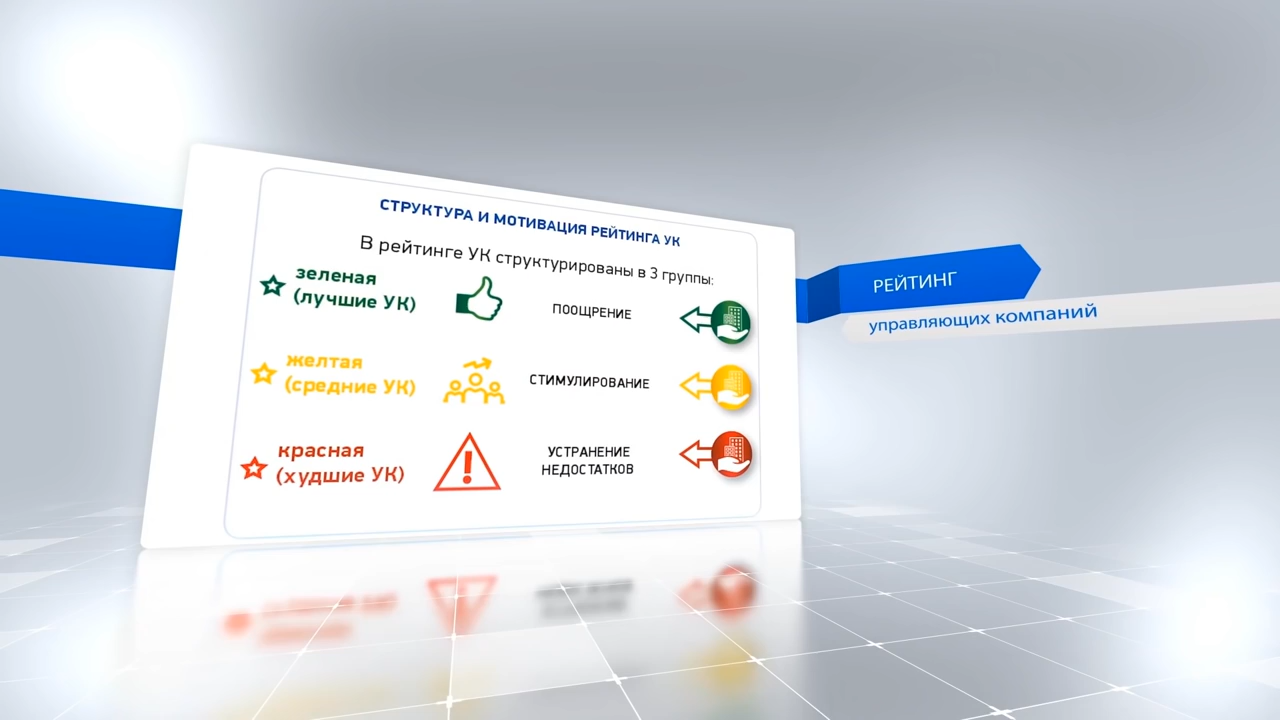 СТРУКТУРА И МОТИВАЦИЯ РЕЙТИНГА УК
В рейтинге УК структурированы в 3 группы:
зеленая
(лучшие УК)
ПООЩРЕНИЕ
желтая
(средние УК)
СТИМУЛИРОВАНИЕ
красная
(худшие УК)
УСТРАНЕНИЕ
НЕДОСТАТКОВ
РЕЙТИНГ
управляющих компаний